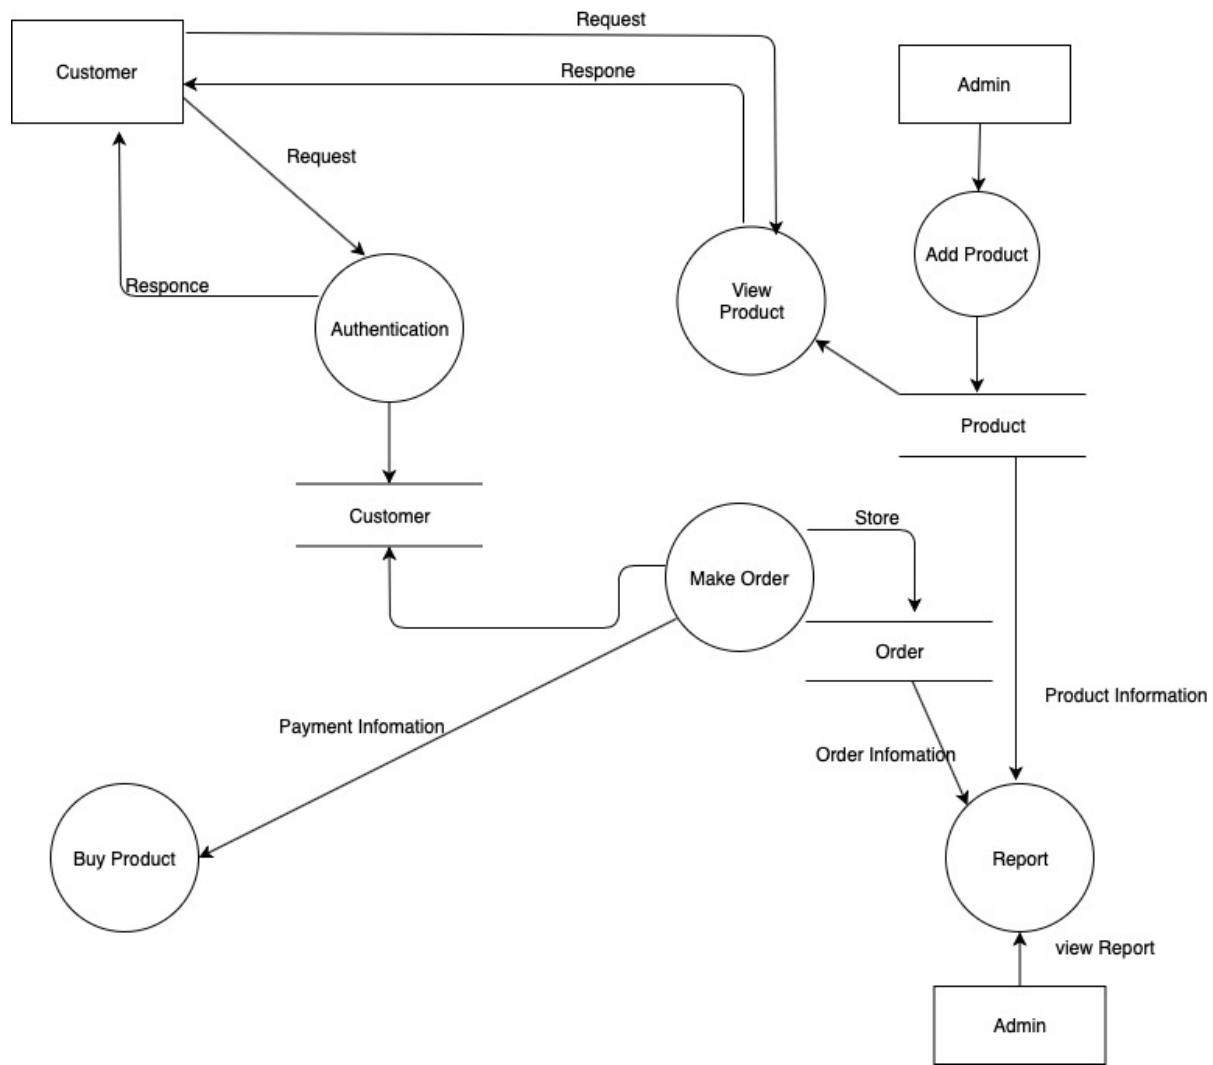 Request
Customer
Respone
Admin
Request
Add Product
Responce
View
Product
Authentication
Product
Customer
Store
Make Order
Order
Product Information
Payment Infomation
Order Infomation
Buy Product
Report
view Report
Admin